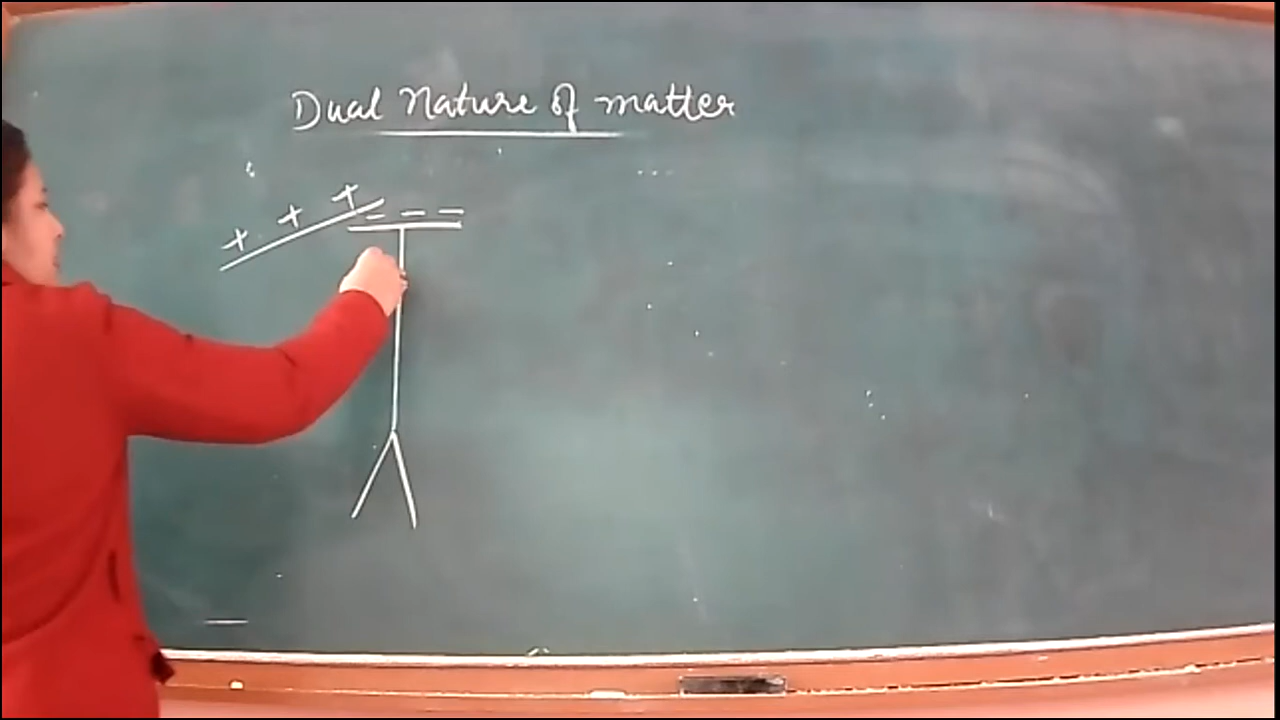 Dual Nature of matter
+ + +
– – –